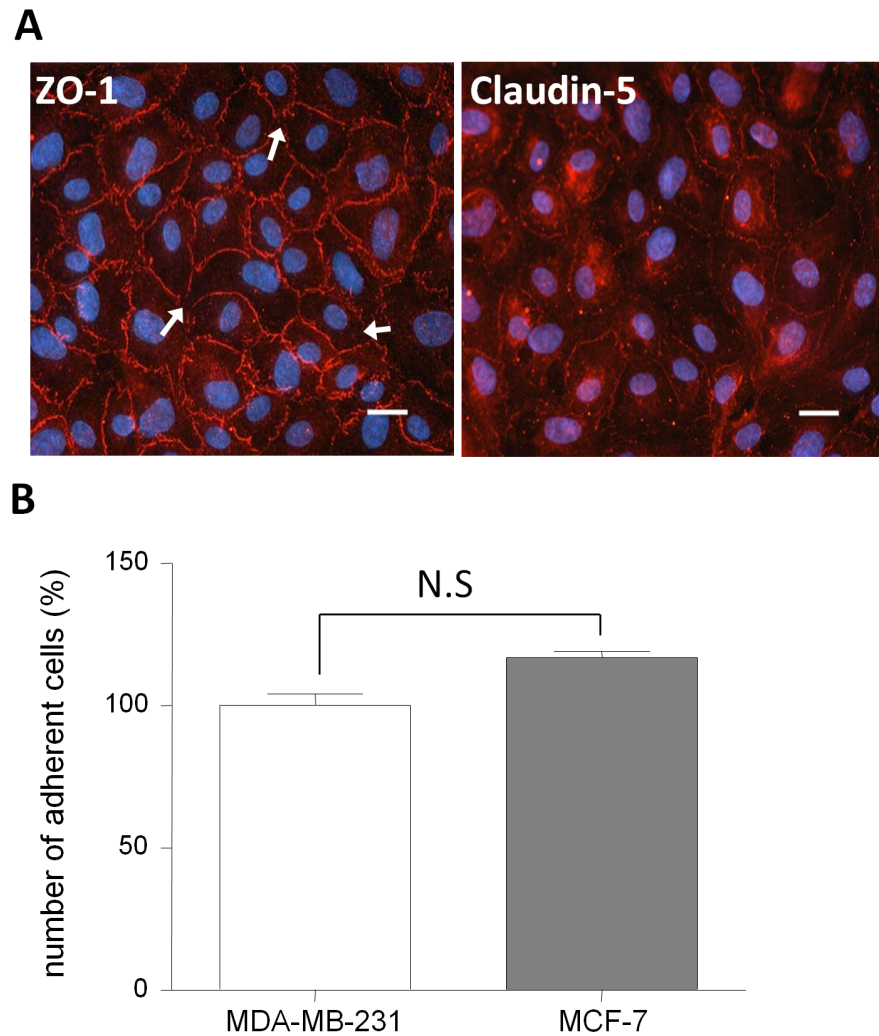 A
ZO-1
Claudin-5
B
number of adherent cells (%)
150
100
50
0
N.S
MDA-MB-231
MCF-7